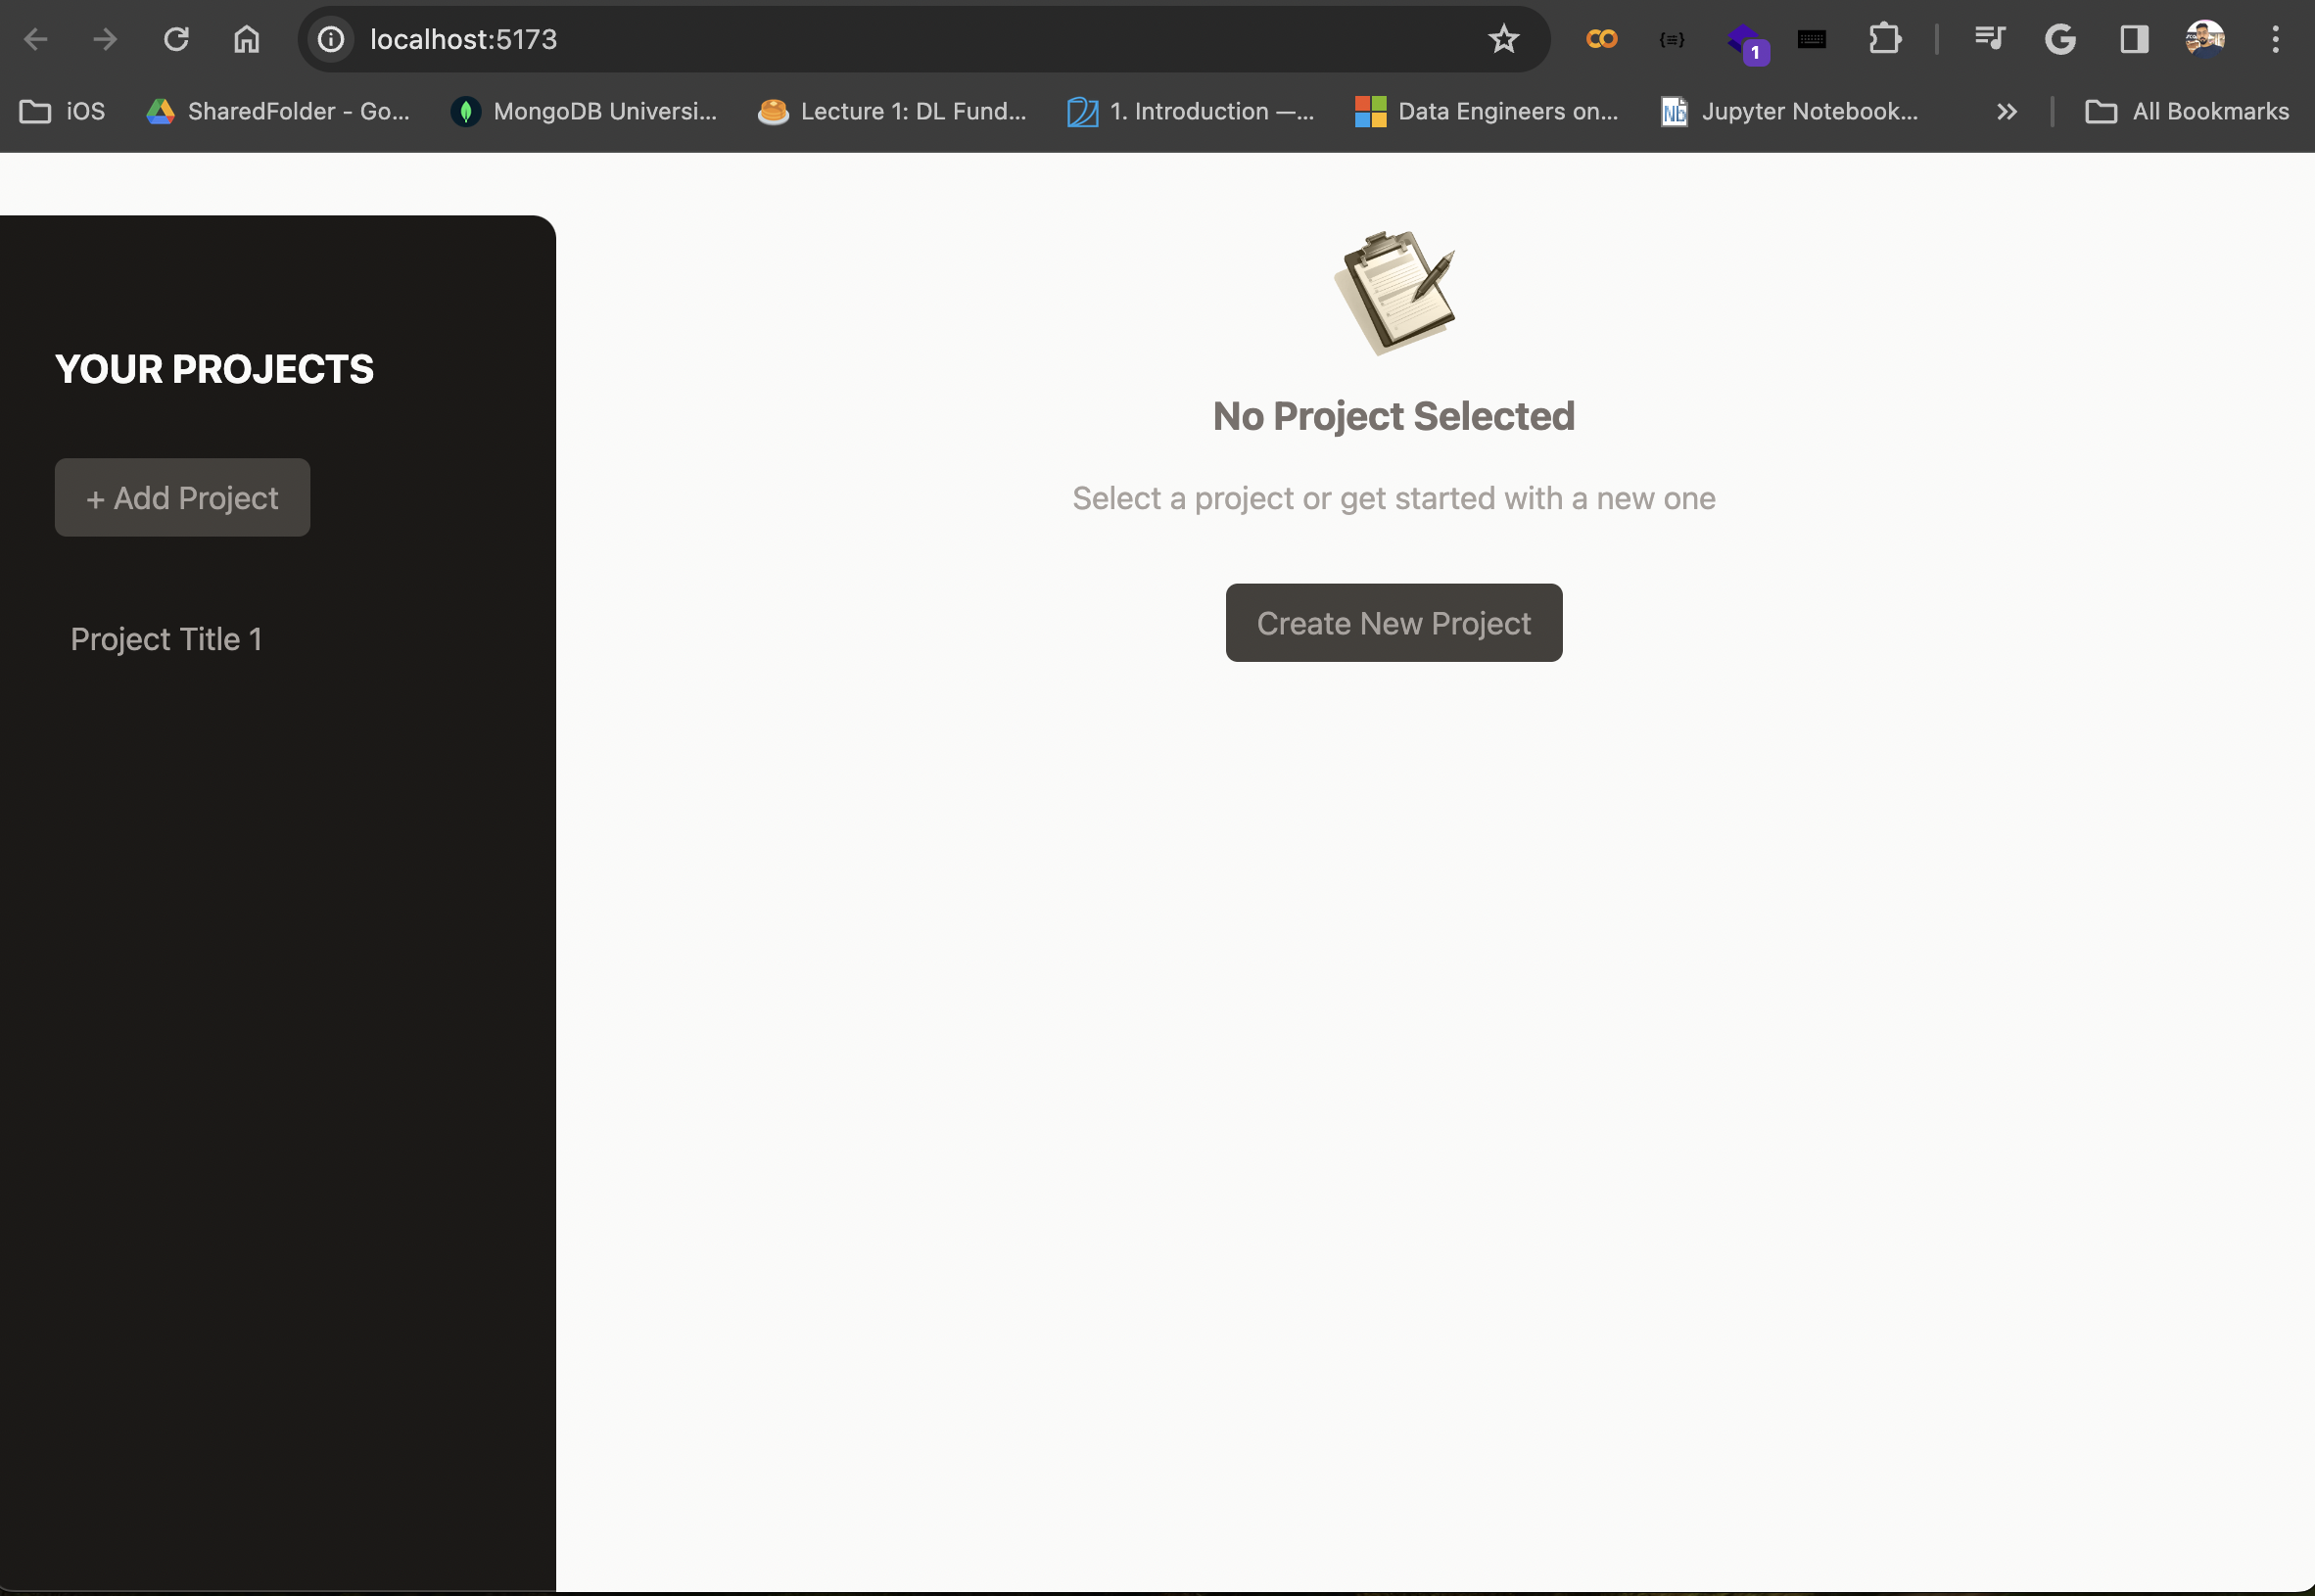 localhost:5173
1
iOS
SharedFolder - Go...
MongoDB Universi...
Lecture 1: DL Fund...
1. Introduction —...
Data Engineers on...
Nb
Jupyter Notebook...
All Bookmarks
YOUR PROJECTS
+ Add Project
Project Title 1
No Project Selected
Select a project or get started with a new one
Create New Project